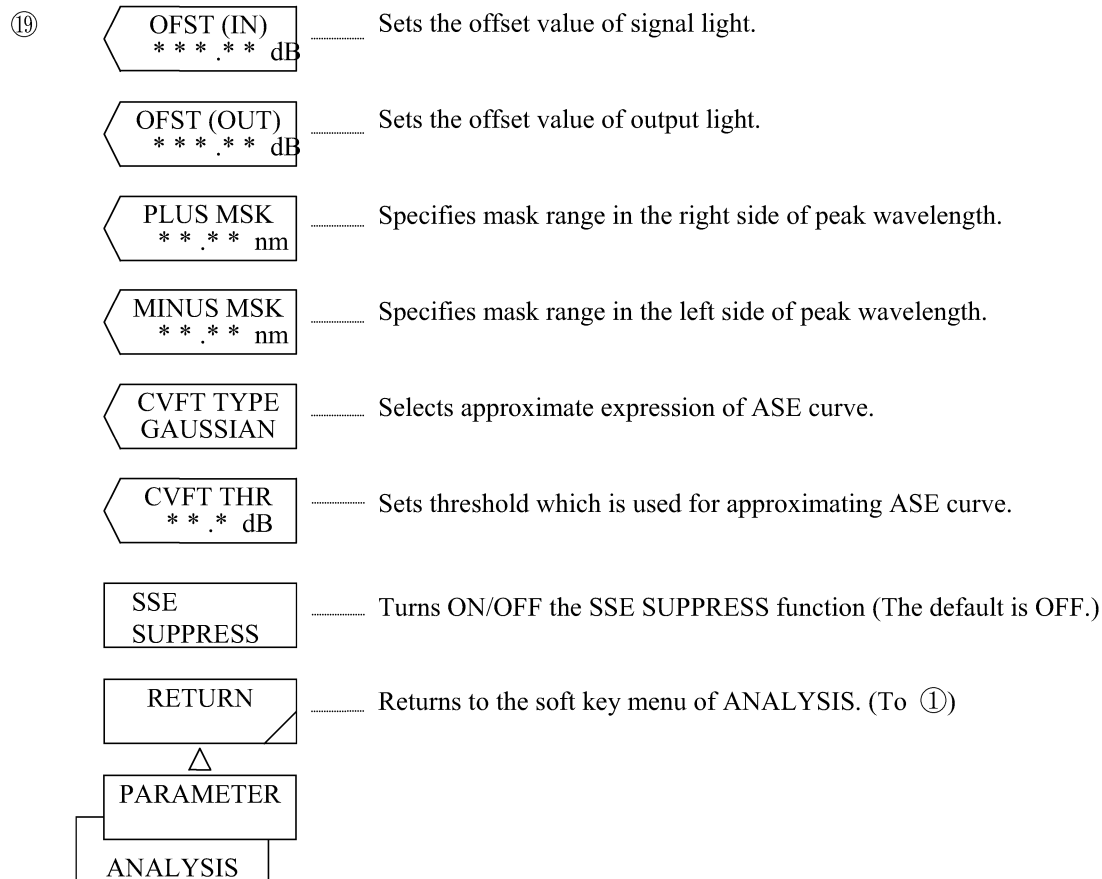 ⑲
OFST (IN)
***.** dB
Sets the offset value of signal light.
OFST (OUT)
***.** dB
Sets the offset value of output light.
PLUS MSK
**.** nm
Specifies mask range in the right side of peak wavelength.
MINUS MSK
**.** nm
Specifies mask range in the left side of peak wavelength.
CVFT TYPE
GAUSSIAN
Selects approximate expression of ASE curve.
CVFT THR
**.* dB
Sets threshold which is used for approximating ASE curve.
SSE
SUPPRESS
Turns ON/OFF the SSE SUPPRESS function (The default is OFF.)
RETURN
Returns to the soft key menu of ANALYSIS. (To ①)
PARAMETER
ANALYSIS